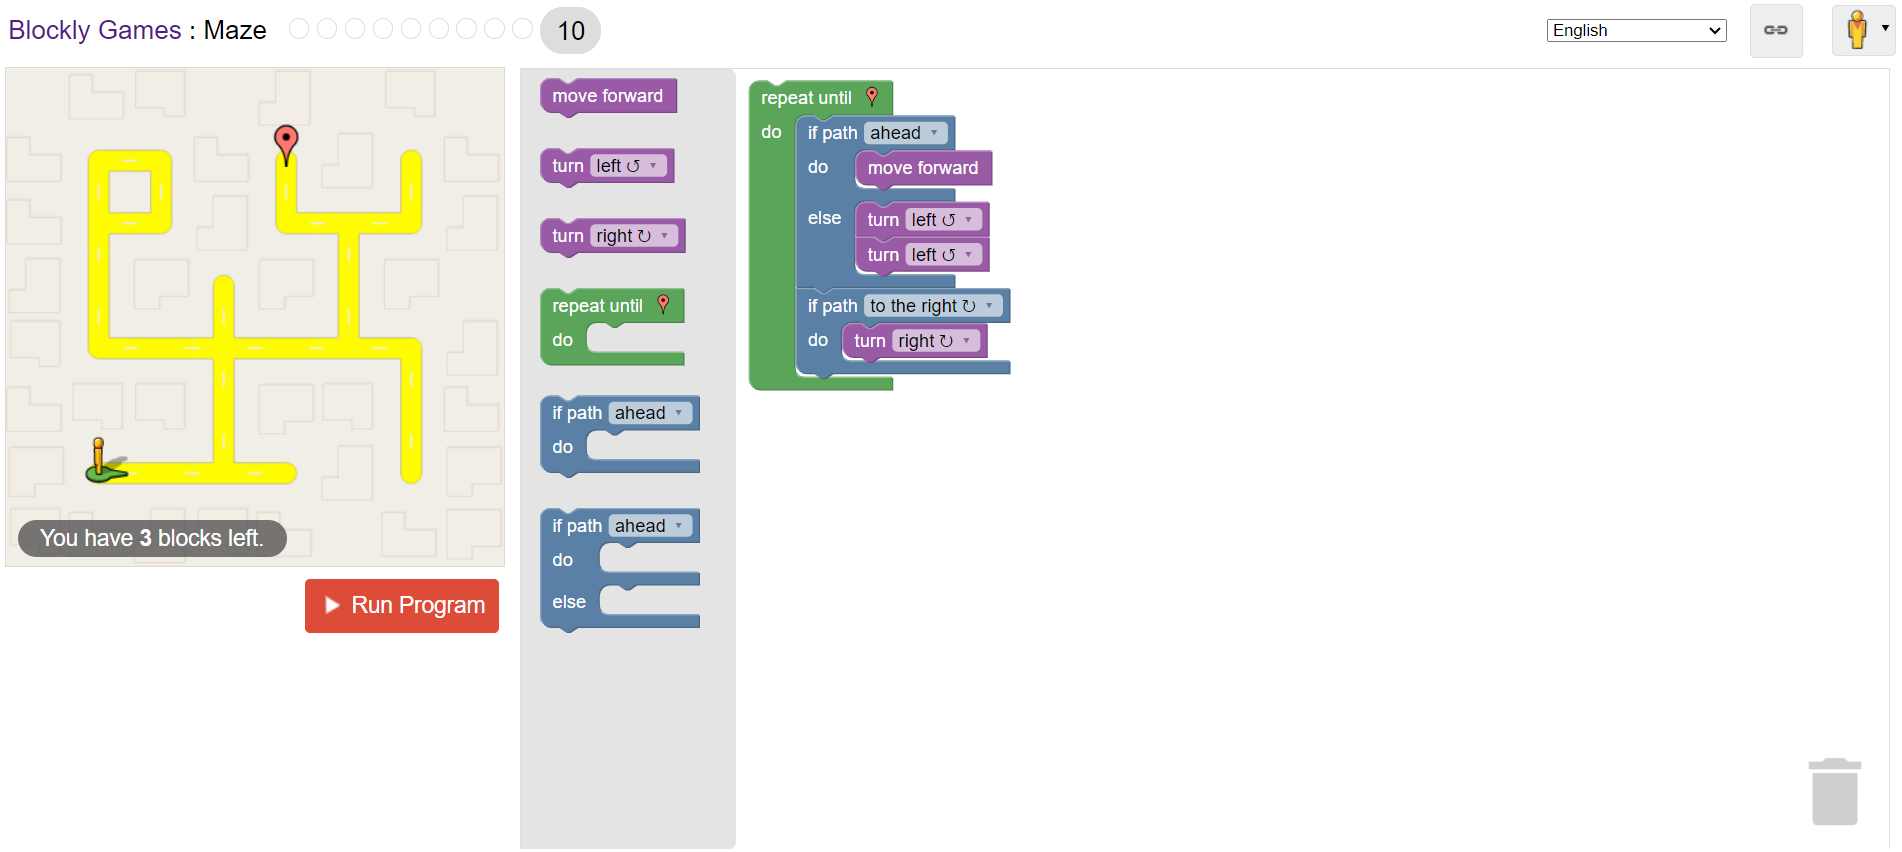 Blockly Games : Maze
10
English
You have 3 blocks left.
Run Program
move forward
turn left ↺
turn right ↻
repeat until
do
if path ahead
do
if path ahead
do
else
repeat until
do
if path ahead
do
move forward
else
turn left ↺
turn left ↺
if path to the right ↻
do
turn right ↻